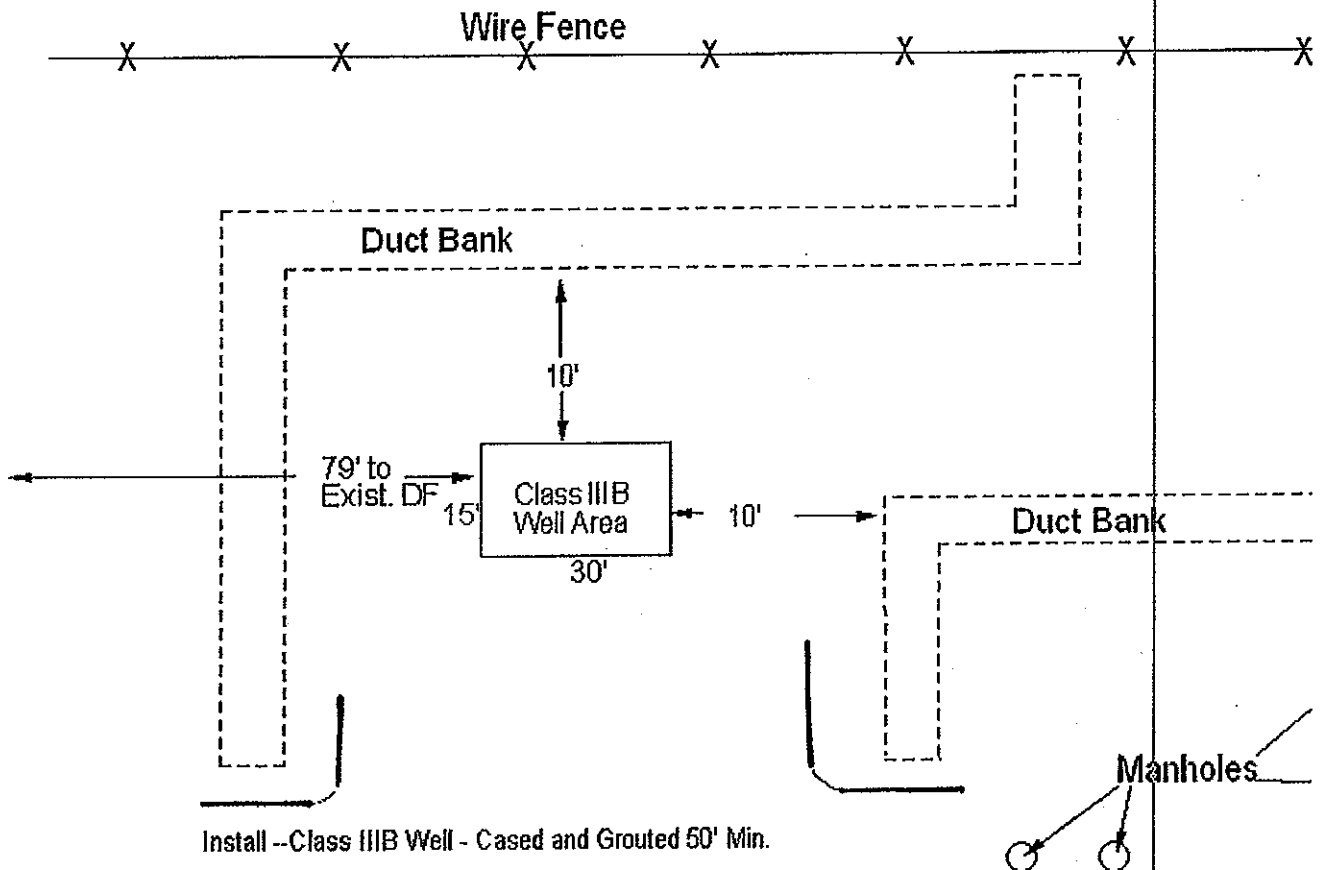 Wire Fence
X X X X X X X
Duct Bank
10'
79' to
Exist. DF
15'
Class IIIB
Well Area
10'
30'
Duct Bank
Manholes
Install --Class IIIB Well - Cased and Grouted 50' Min.